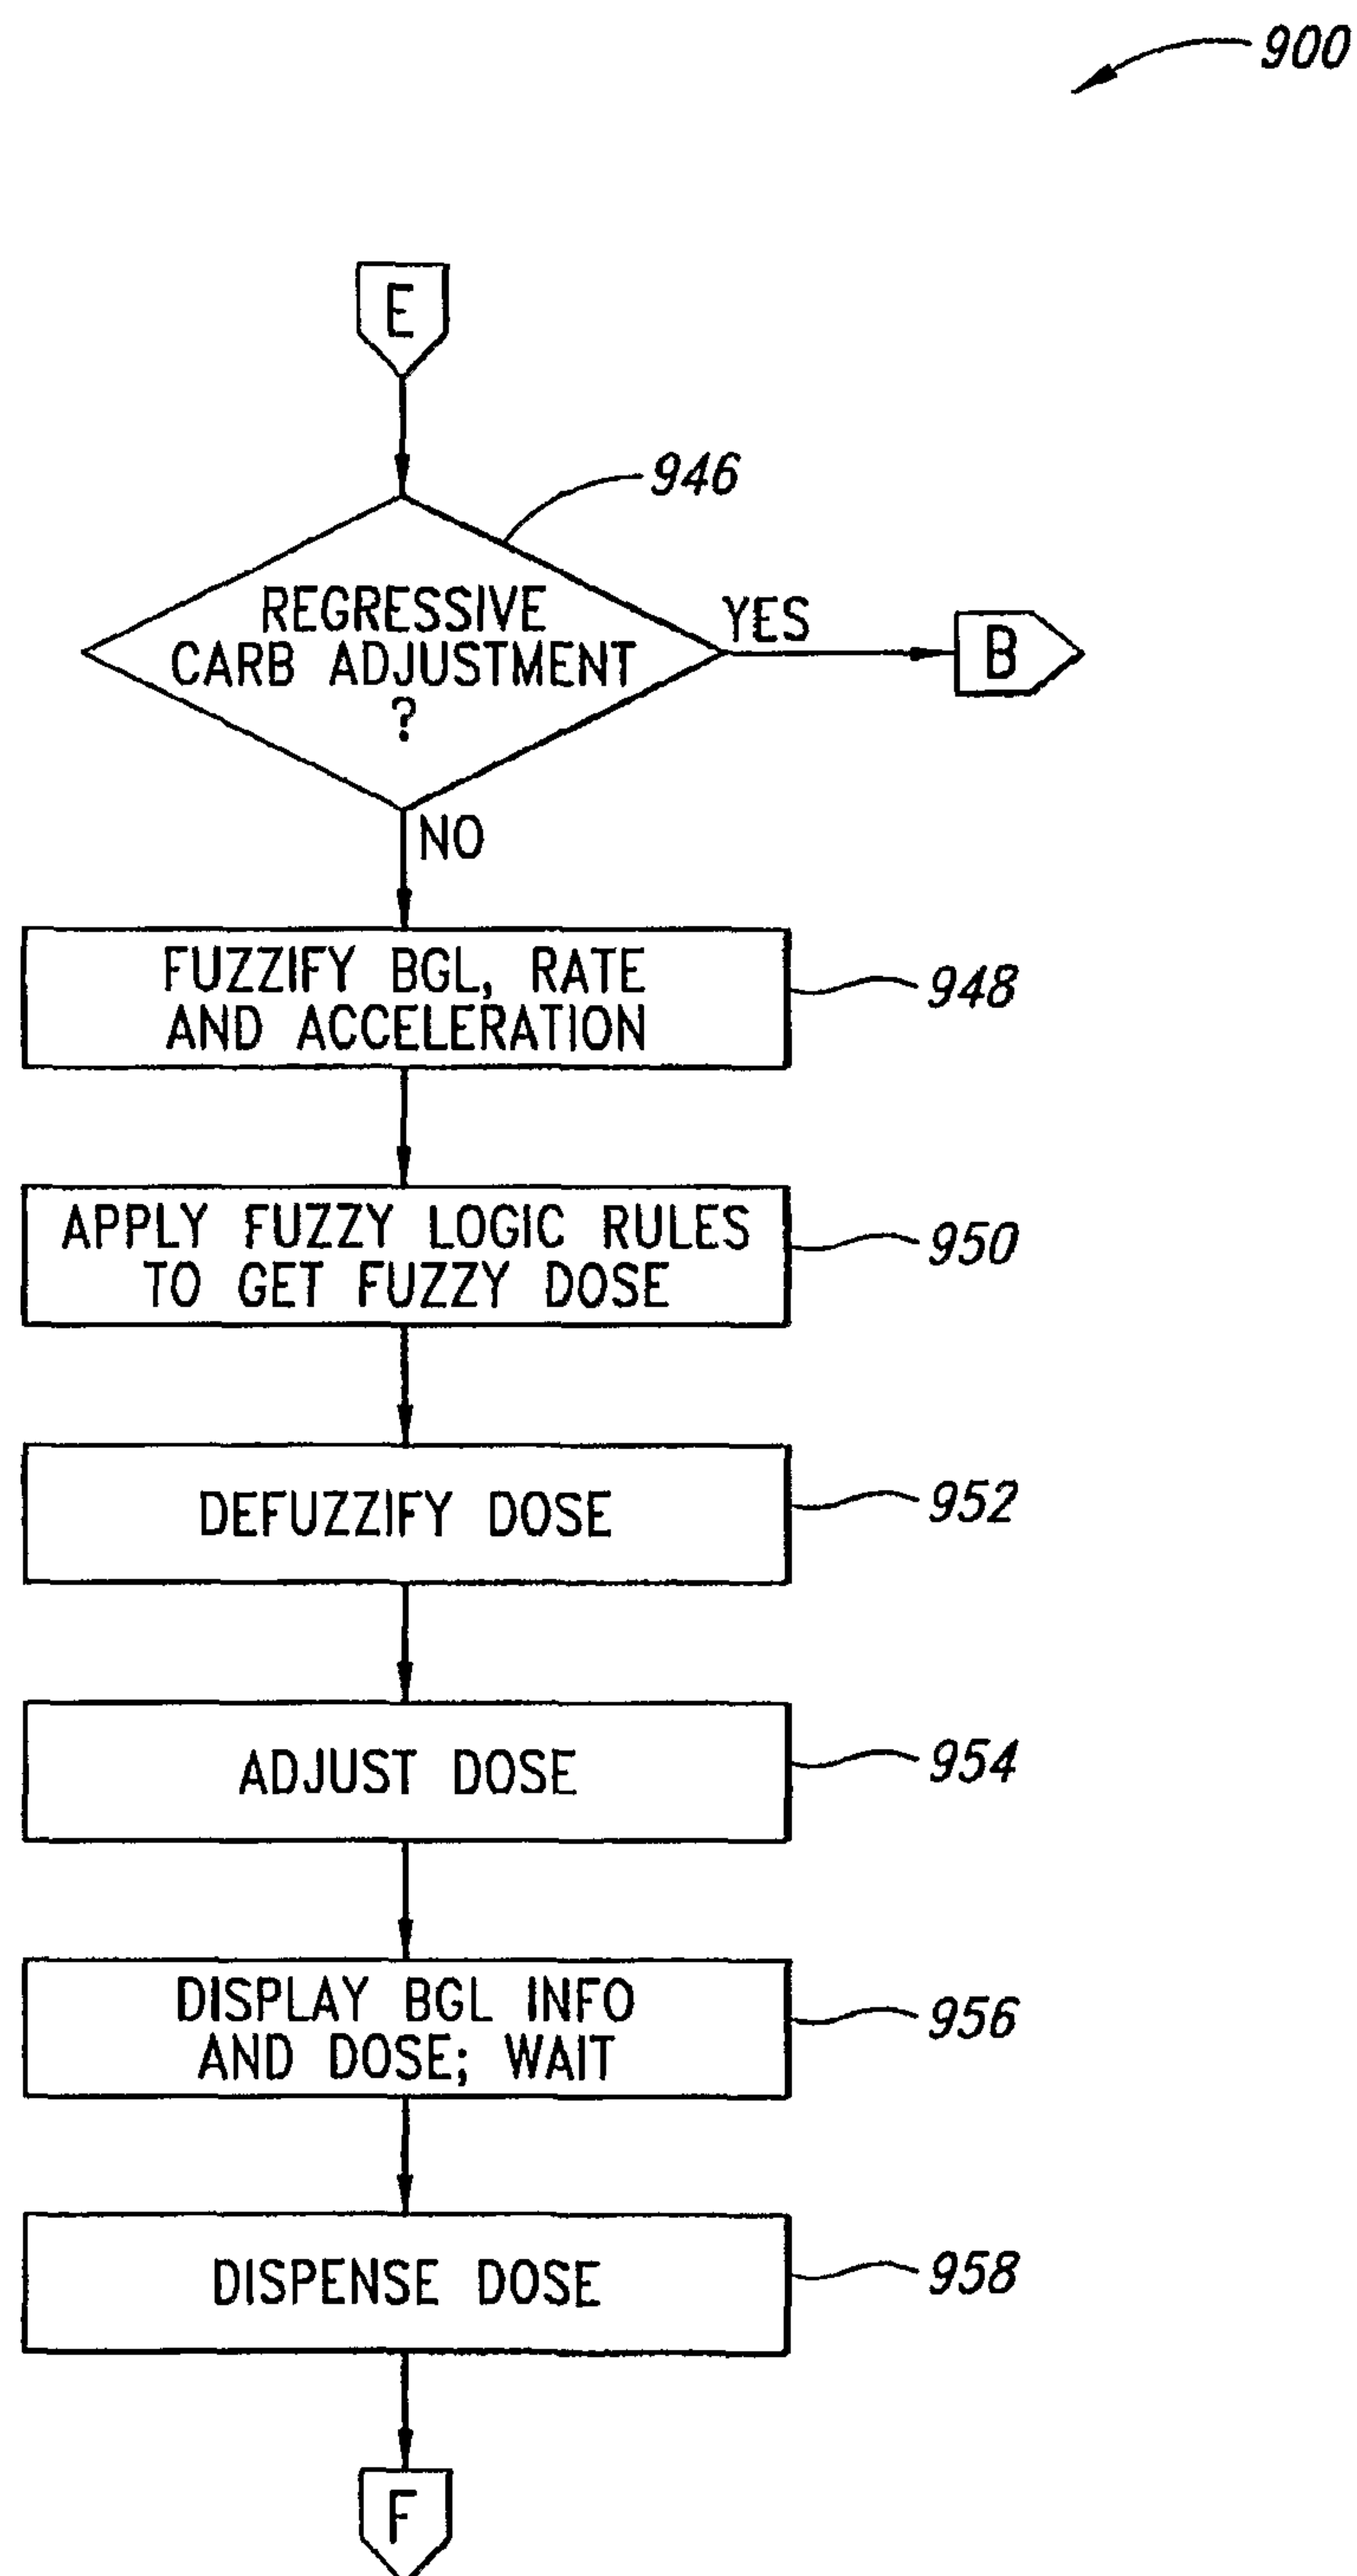 900
E
946
REGRESSIVE
CARB ADJUSTMENT
?
YES
B
NO
FUZZIFY BGL, RATE
AND ACCELERATION
948
APPLY FUZZY LOGIC RULES
TO GET FUZZY DOSE
950
DEFUZZIFY DOSE
952
ADJUST DOSE
954
DISPLAY BGL INFO
AND DOSE; WAIT
956
DISPENSE DOSE
958
F